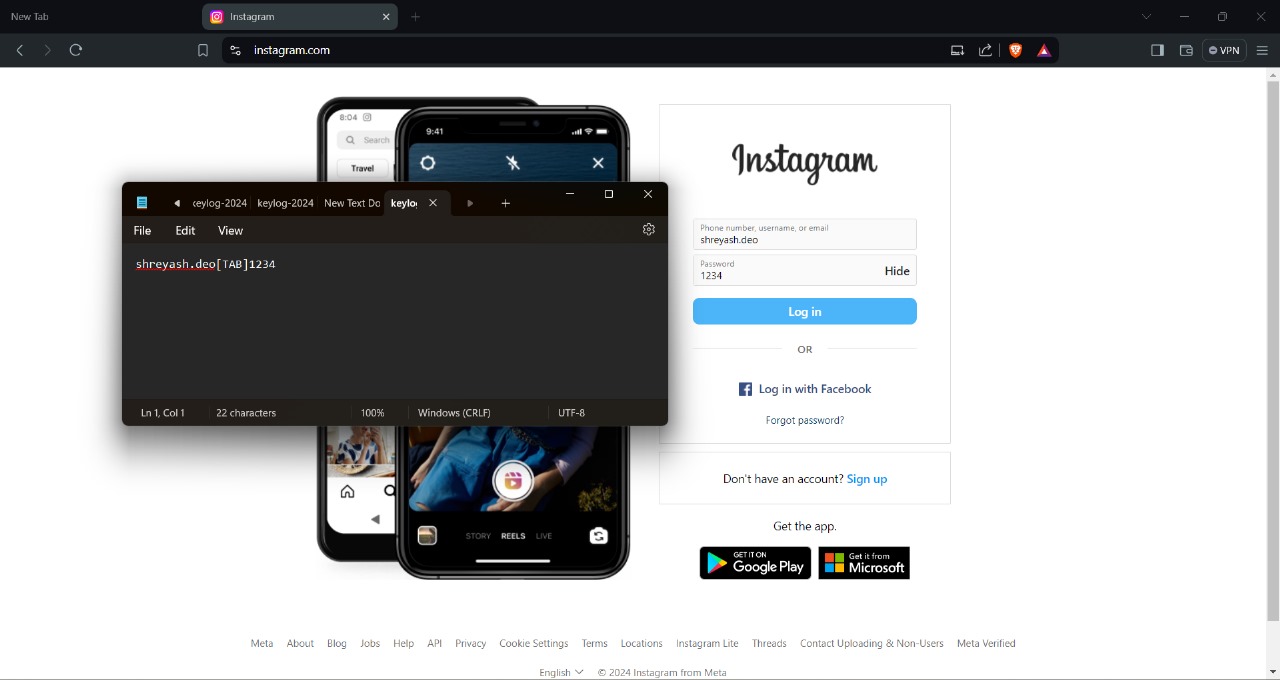 New Tab
Instagram
instagram.com
VPN
8:04
Search
Travel
9:41
keylog-2024
keylog-2024
New Text Do
keylo
File
Edit
View
shreyash.deo[TAB]1234
Ln 1, Col 1
22 characters
100%
Windows (CRLF)
UTF-8
STORY
REELS
LIVE
Instagram
Phone number, username, or email
shreyash.deo
Password
1234
Hide
Log in
OR
Log in with Facebook
Forgot password?
Don't have an account? Sign up
Get the app.
GET IT ON
Google Play
Get it from
Microsoft
Meta About Blog Jobs Help API Privacy Cookie Settings Terms Locations Instagram Lite Threads Contact Uploading & Non-Users Meta Verified
English © 2024 Instagram from Meta